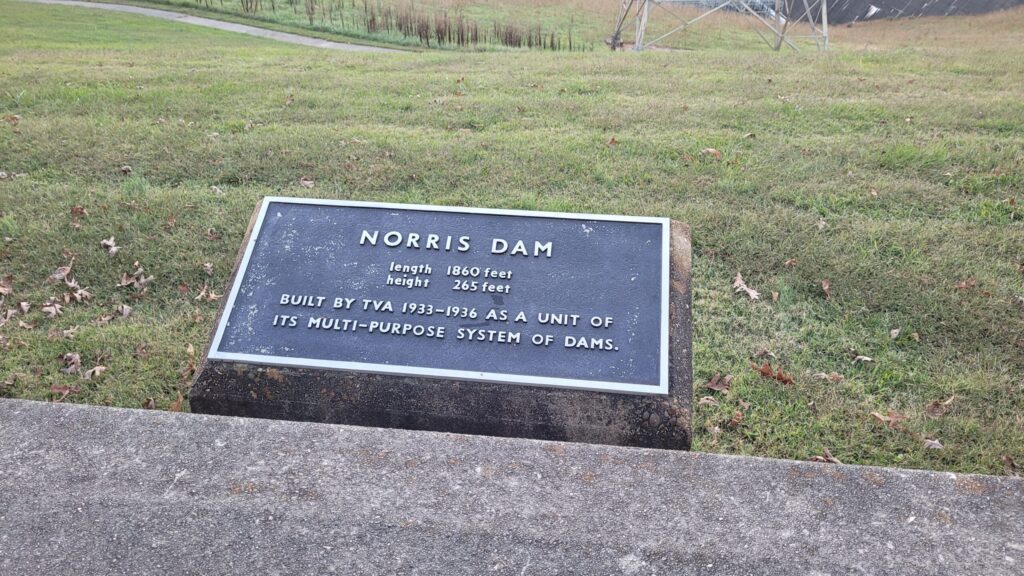 NORRIS DAM
length 1860 feet
height 265 feet
BUILT BY TVA 1933-1936 AS A UNIT OF
ITS MULTI-PURPOSE SYSTEM OF DAMS.